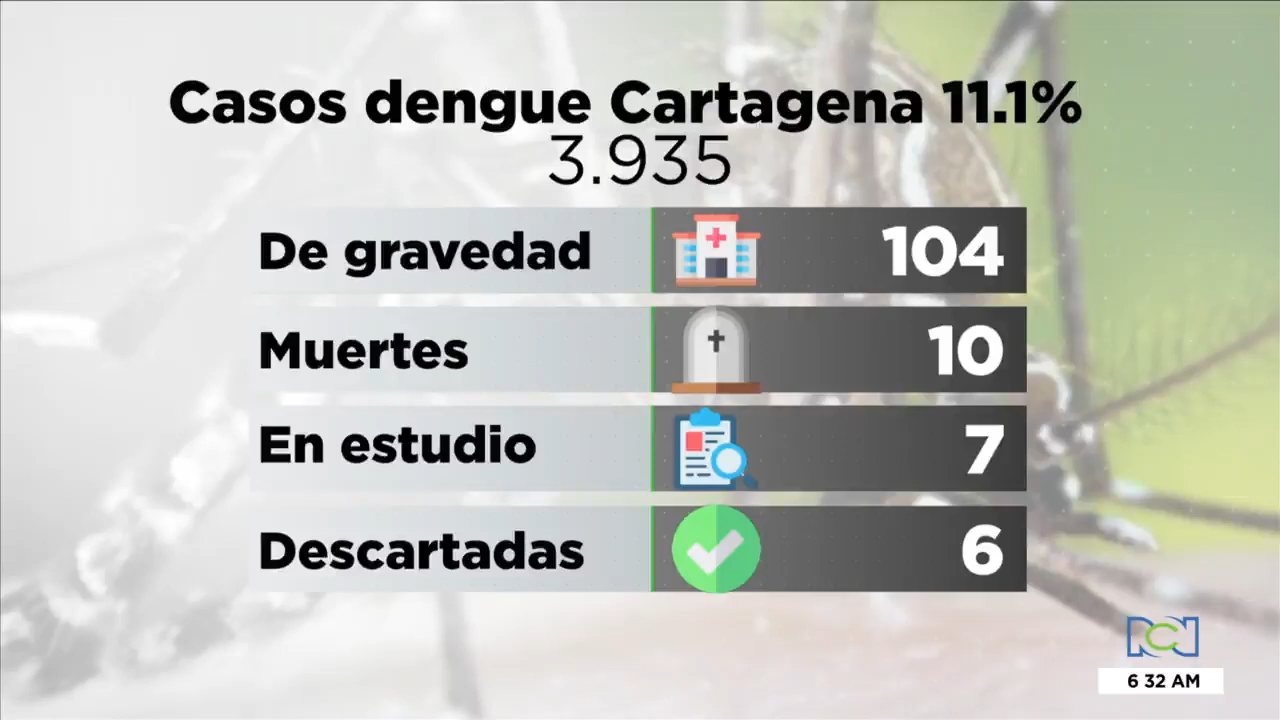 Casos dengue Cartagena 11.1%
3.935
De gravedad 104
Muertes 10
En estudio 7
Descartadas 6
RCN
6 32 AM